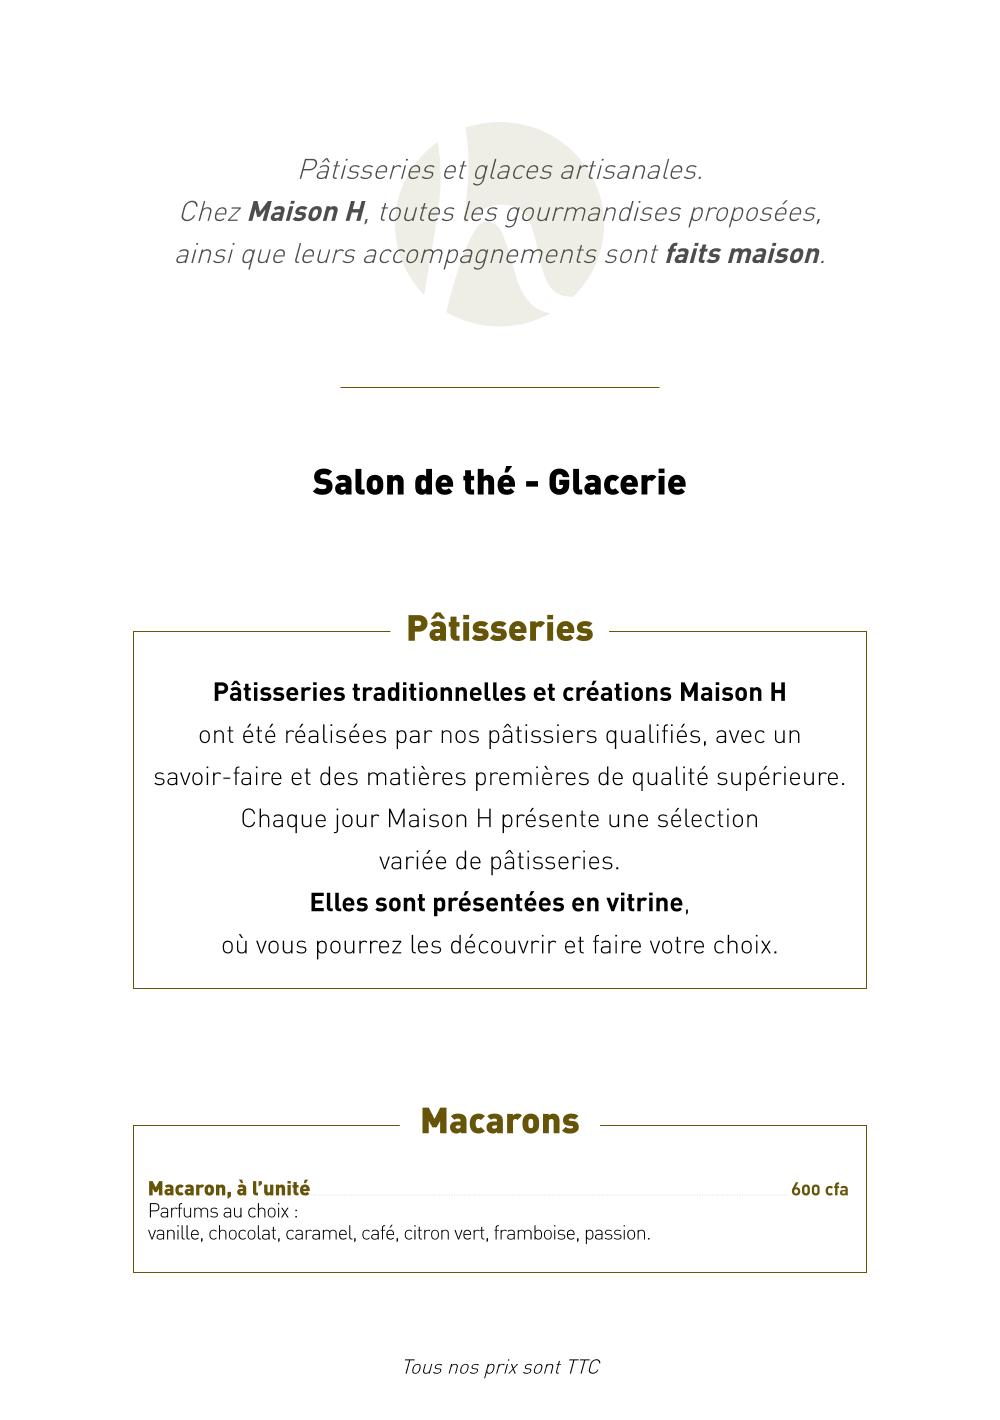 Pâtisseries et glaces artisanales.
Chez Maison H, toutes les gourmandises proposées,
ainsi que leurs accompagnements sont faits maison.
Salon de thé - Glacerie
Pâtisseries
Pâtisseries traditionnelles et créations Maison H
ont été réalisées par nos pâtissiers qualifiés, avec un
savoir-faire et des matières premières de qualité supérieure.
Chaque jour Maison H présente une sélection
variée de pâtisseries.
Elles sont présentées en vitrine,
où vous pourrez les découvrir et faire votre choix.
Macarons
Macaron, à l’unité 600 cfa
Parfums au choix :
vanille, chocolat, caramel, café, citron vert, framboise, passion.
Tous nos prix sont TTC